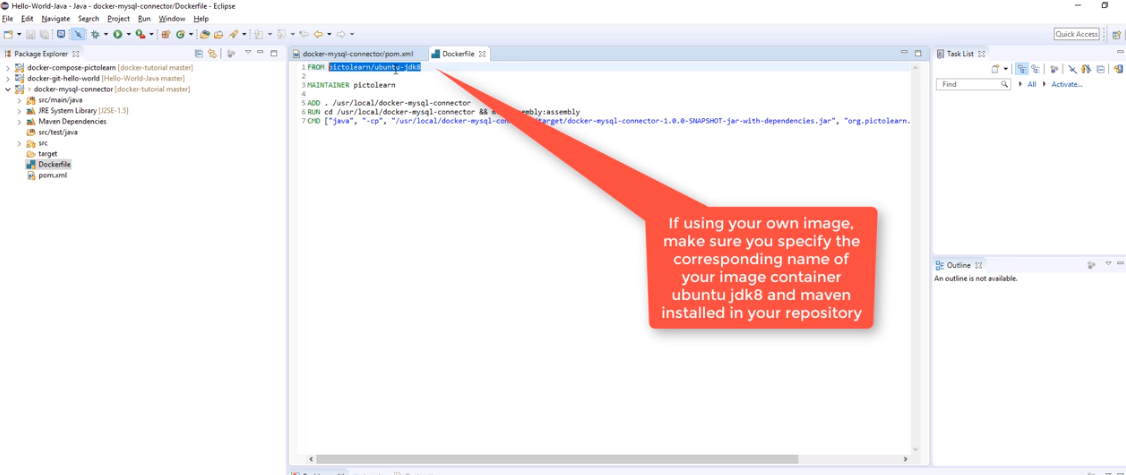 Hello-World-Java - Java - docker-mysql-connector/Dockerfile - Eclipse
File Edit Navigate Search Project Run Window Help
Quick Access
Package Explorer
docker-compose-pictolearn [docker-tutorial master]
docker-git-hello-world [Hello-World-Java master]
> docker-mysql-connector [docker-tutorial master]
src/main/java
JRE System Library [J2SE-1.5]
Maven Dependencies
src/test/java
src
target
Dockerfile
pom.xml
docker-mysql-connector/pom.xml
Dockerfile
1 FROM pictolearn/ubuntu-jdk8
2
3 MAINTAINER pictolearn
4
5 ADD . /usr/local/docker-mysql-connector
6 RUN cd /usr/local/docker-mysql-connector && assembly:assembly
7 CMD ["java", "-cp", "/usr/local/docker-mysql- target/docker-mysql-connector-1.0.0-SNAPSHOT-jar-with-dependencies.jar", "org.pictolearn.
If using your own image,
make sure you specify the
corresponding name of
your image container
ubuntu jdk8 and maven
installed in your repository
Task List
Find
All
Activate...
Outline
An outline is not available.